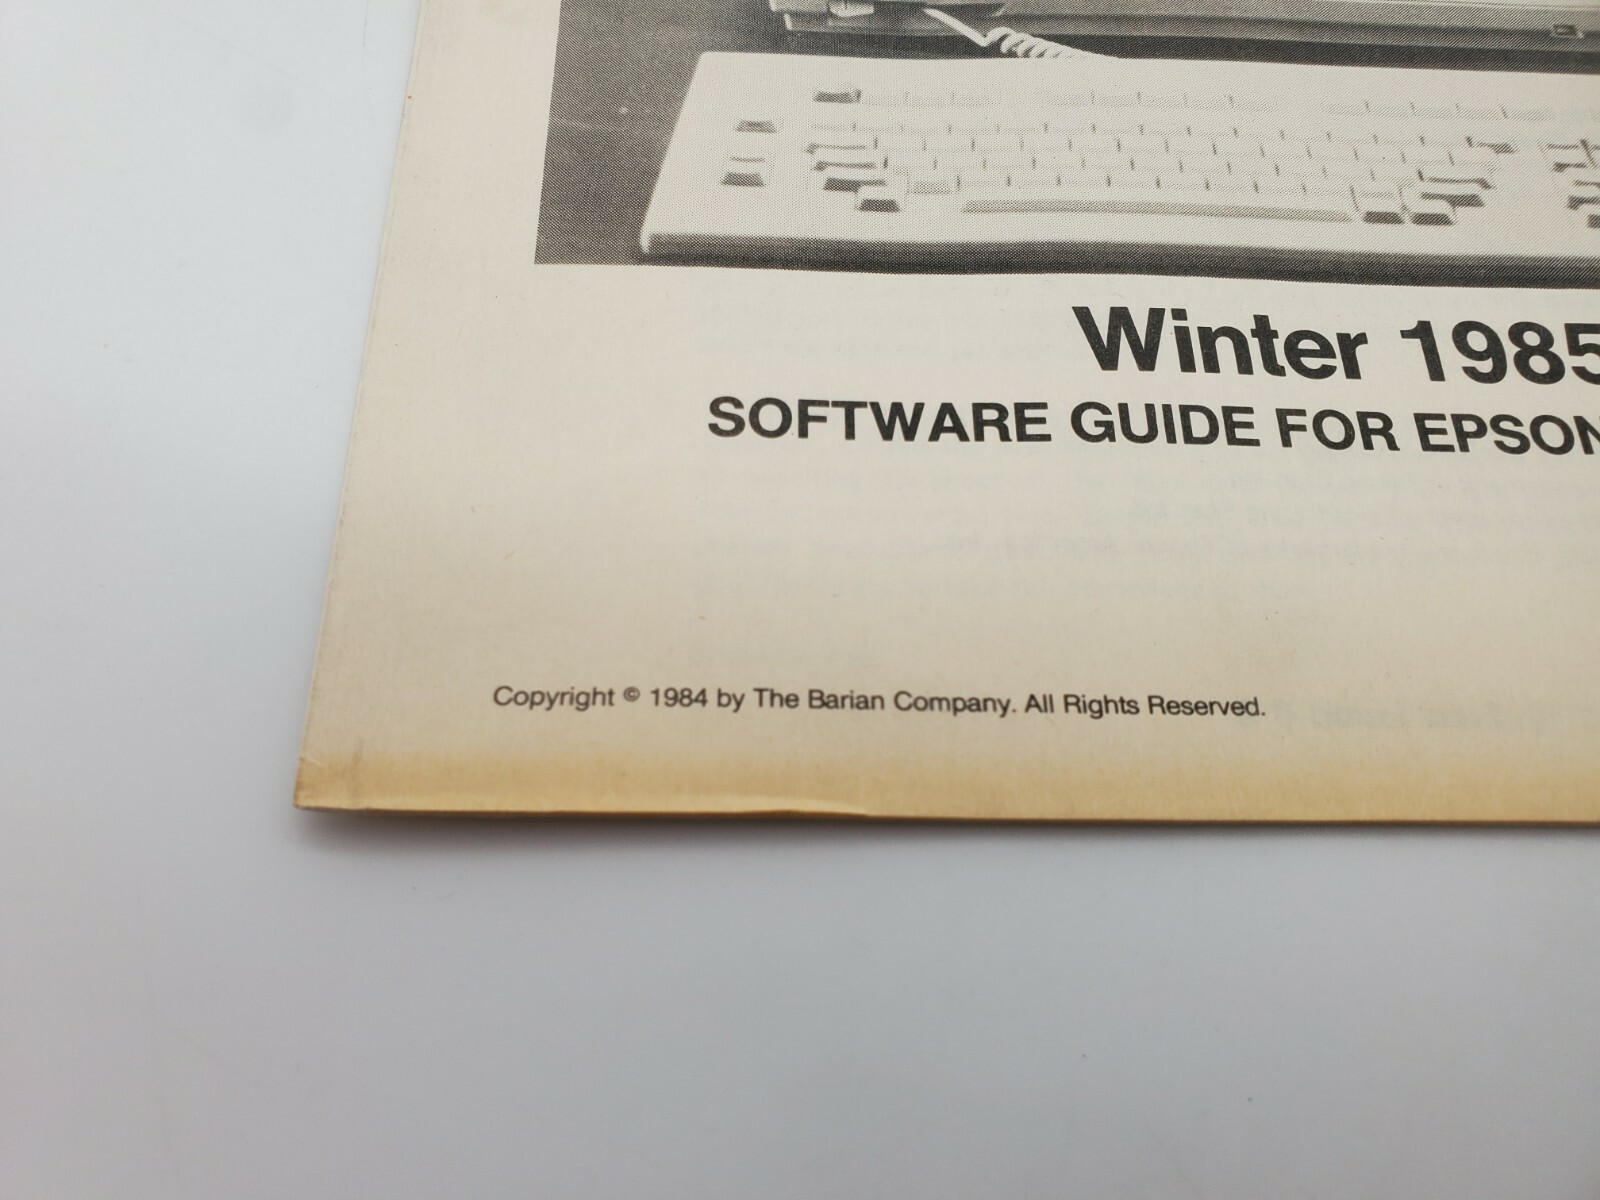 Winter 1985
SOFTWARE GUIDE FOR EPSON
Copyright © 1984 by The Barian Company. All Rights Reserved.